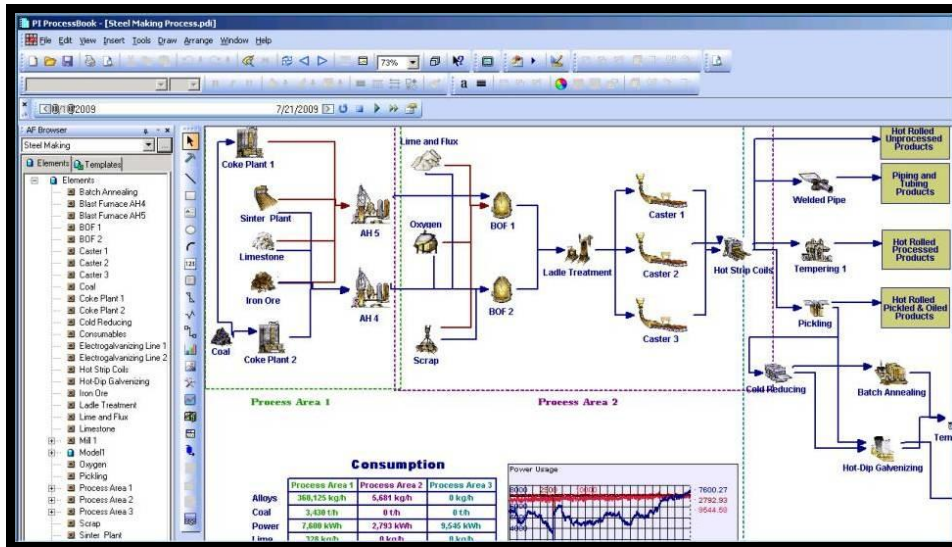 PI ProcessBook - [Steel Making Process.pdi]
File Edit View Insert Tools Draw Arrange Window Help
73%
7/21/2009
AF Browser
Steel Making
Elements Templates
Elements
Batch Annealing
Blast Furnace AH4
Blast Furnace AH5
BOF 1
BOF 2
Caster 1
Caster 2
Caster 3
Coal
Coke Plant 1
Coke Plant 2
Cold Reducing
Consumables
Electrogalvanizing Line 1
Electrogalvanizing Line 2
Hot Strip Coils
Hot-Dip Galvenizing
Iron Ore
Ladle Treatment
Lime and Flux
Limestone
Mill 1
Model1
Oxygen
Pickling
Process Area 1
Process Area 2
Process Area 3
Scrap
Sinter Plant
Coke Plant 1
Sinter Plant
Limestone
Iron Ore
Coal
Coke Plant 2
AH 5
AH 4
Process Area 1
Lime and Flux
Oxygen
Scrap
BOF 1
BOF 2
Ladle Treatment
Caster 1
Caster 2
Caster 3
Process Area 2
Hot Strip Coils
Welded Pipe
Tempering 1
Pickling
Cold Reducing
Batch Annealing
Hot-Dip Galvenizing
Hot Rolled
Unprocessed
Products
Piping and
Tubing
Products
Hot Rolled
Processed
Products
Hot Rolled
Pickled & Oiled
Products
Consumption
Process Area 1 Process Area 2 Process Area 3
Alloys 368,125 kg/h 5,681 kg/h 0 kg/h
Coal 3,430 t/h 0 t/h 0 t/h
Power 7,600 kWh 2,793 kWh 9,545 kWh
Lime 328 kg/h 0 kg/h 0 kg/h
Power Usage
7600.27
2792.93
9544.50